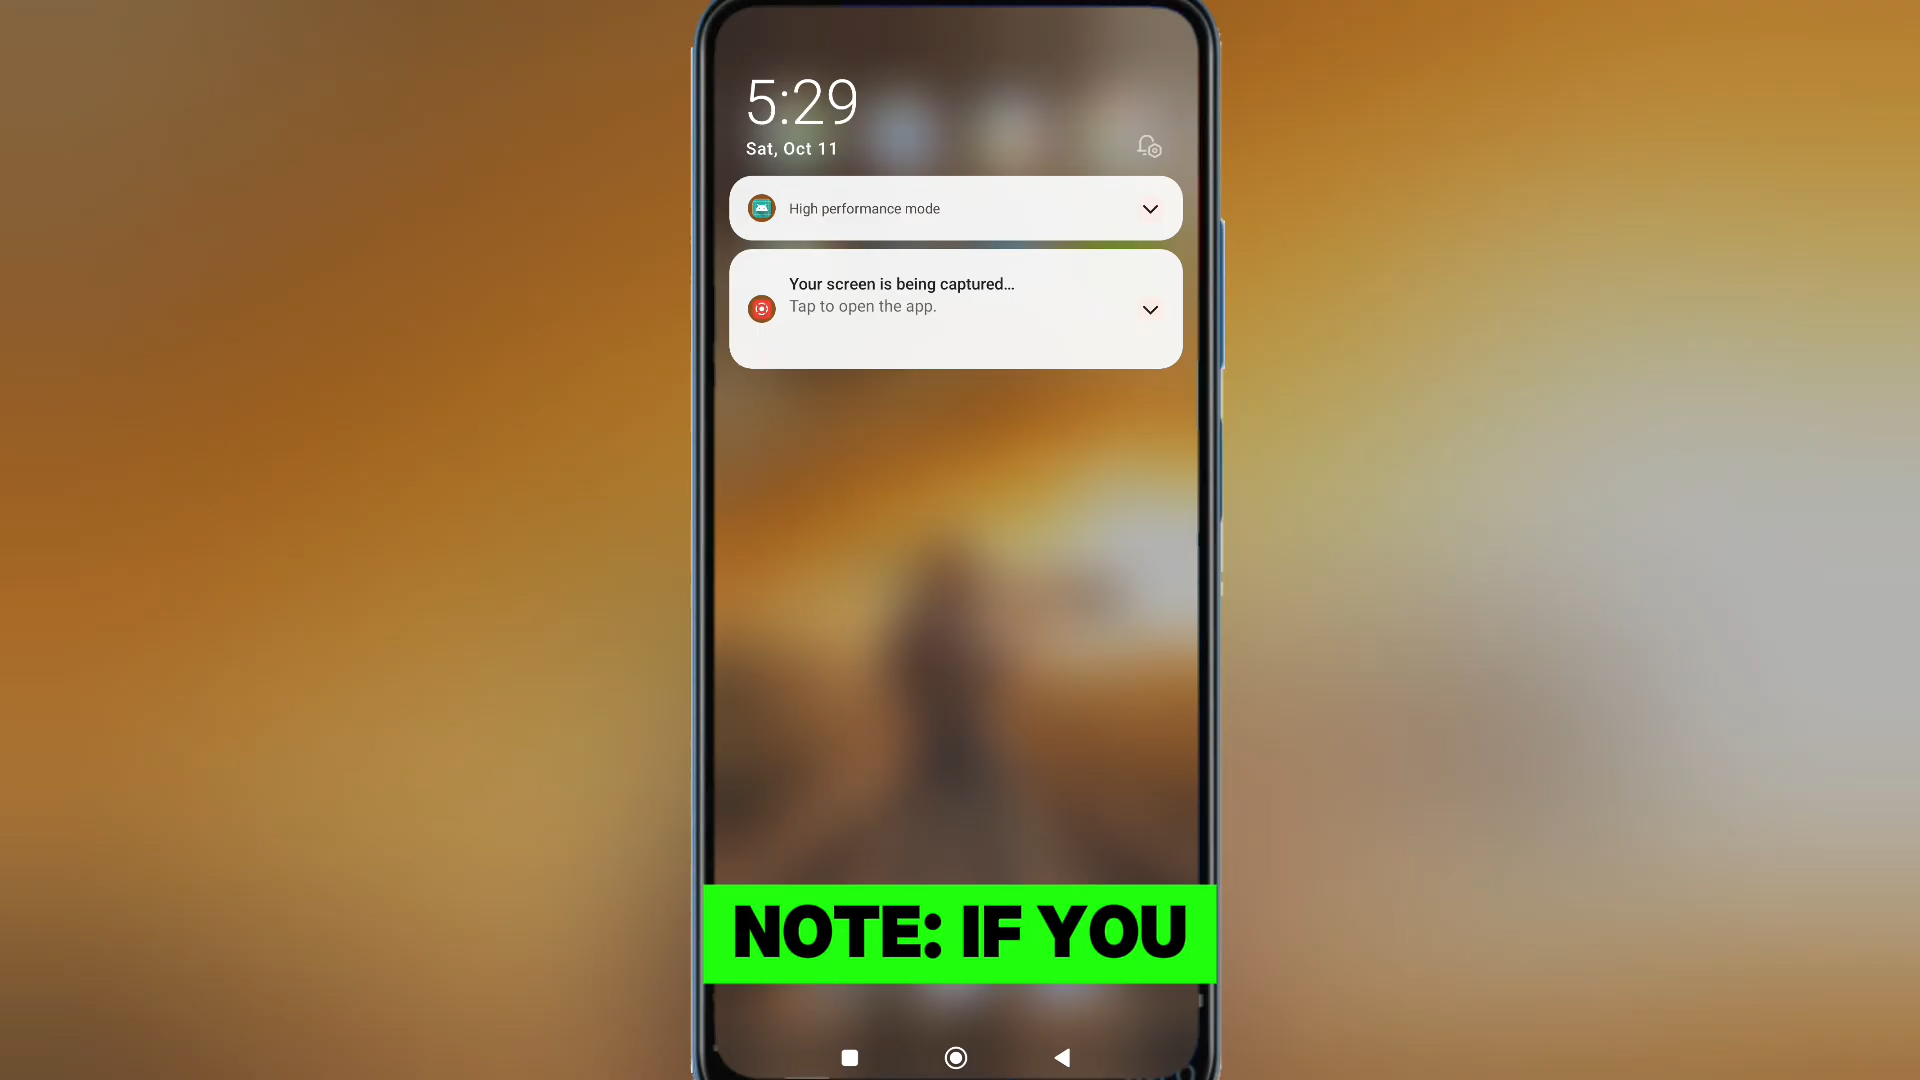 5:29
Sat, Oct 11
High performance mode
Your screen is being captured...
Tap to open the app.
NOTE: IF YOU